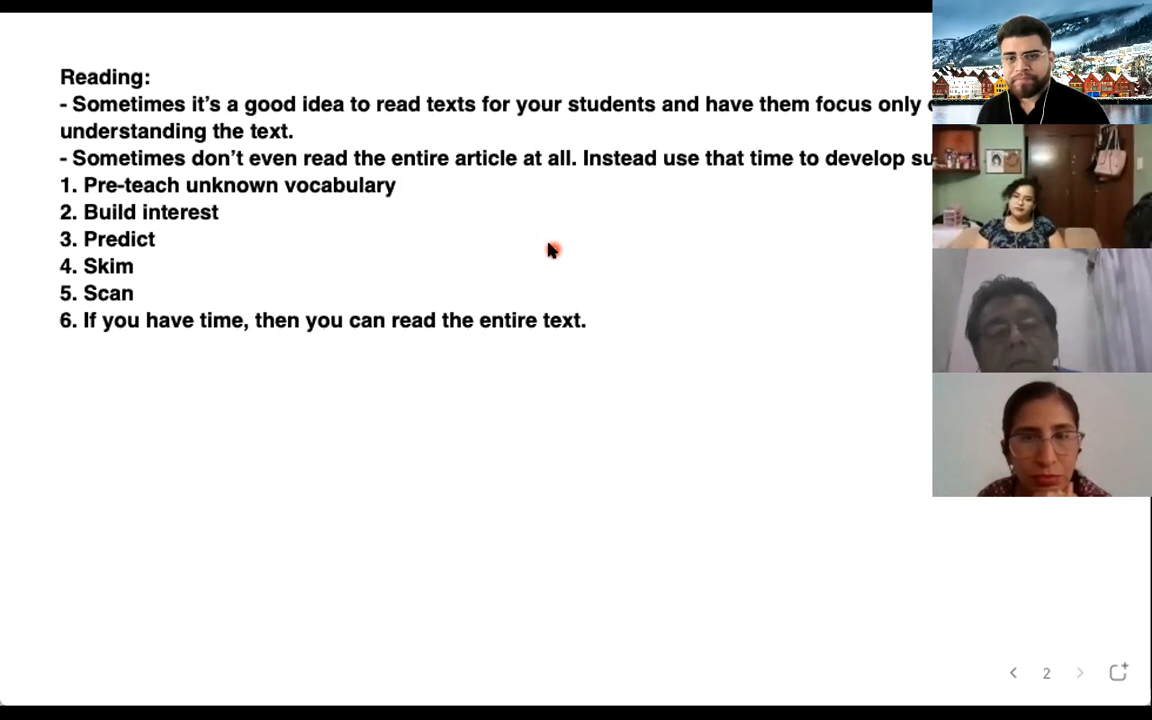 Reading:
- Sometimes it’s a good idea to read texts for your students and have them focus only
understanding the text.
- Sometimes don’t even read the entire article at all. Instead use that time to develop su
1. Pre-teach unknown vocabulary
2. Build interest
3. Predict
4. Skim
5. Scan
6. If you have time, then you can read the entire text.
2